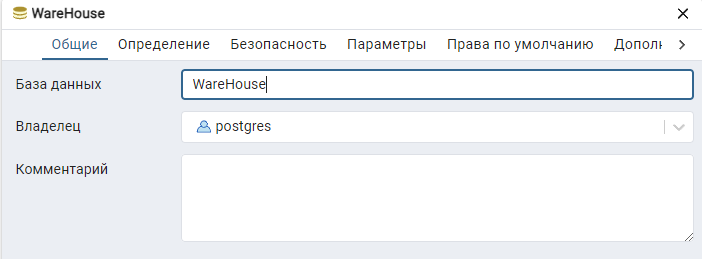 WareHouse
Общие Определение Безопасность Параметры Права по умолчанию Дополн
База данных WareHouse
Владелец postgres
Комментарий